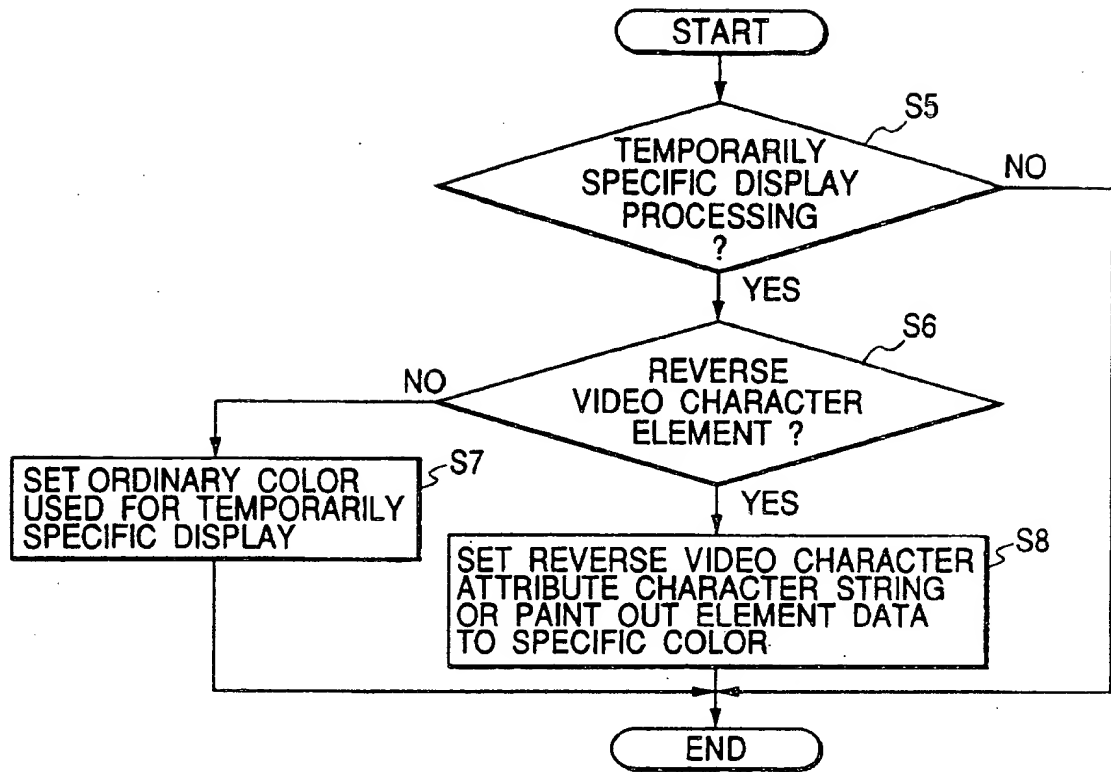 START
S5
TEMPORARILY
SPECIFIC DISPLAY
PROCESSING
?
NO
YES
S6
REVERSE
VIDEO CHARACTER
ELEMENT ?
NO
YES
S7
SET ORDINARY COLOR
USED FOR TEMPORARILY
SPECIFIC DISPLAY
S8
SET REVERSE VIDEO CHARACTER
ATTRIBUTE CHARACTER STRING
OR PAINT OUT ELEMENT DATA
TO SPECIFIC COLOR
END